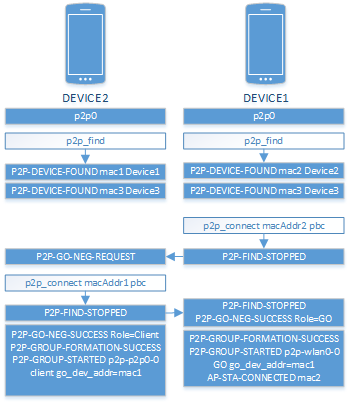 DEVICE2
p2p0
p2p_find
P2P-DEVICE-FOUND mac1 Device1
P2P-DEVICE-FOUND mac3 Device3
P2P-GO-NEG-REQUEST
p2p_connect macAddr1 pbc
P2P-FIND-STOPPED
P2P-GO-NEG-SUCCESS Role=Client
P2P-GROUP-FORMATION-SUCCESS
P2P-GROUP-STARTED p2p-p2p0-0
client go_dev_addr=mac1
DEVICE1
p2p0
p2p_find
P2P-DEVICE-FOUND mac2 Device2
P2P-DEVICE-FOUND mac3 Device3
p2p_connect macAddr2 pbc
P2P-FIND-STOPPED
P2P-FIND-STOPPED
P2P-GO-NEG-SUCCESS Role=GO
P2P-GROUP-FORMATION-SUCCESS
P2P-GROUP-STARTED p2p-wlan0-0
GO go_dev_addr=mac1
AP-STA-CONNECTED mac2